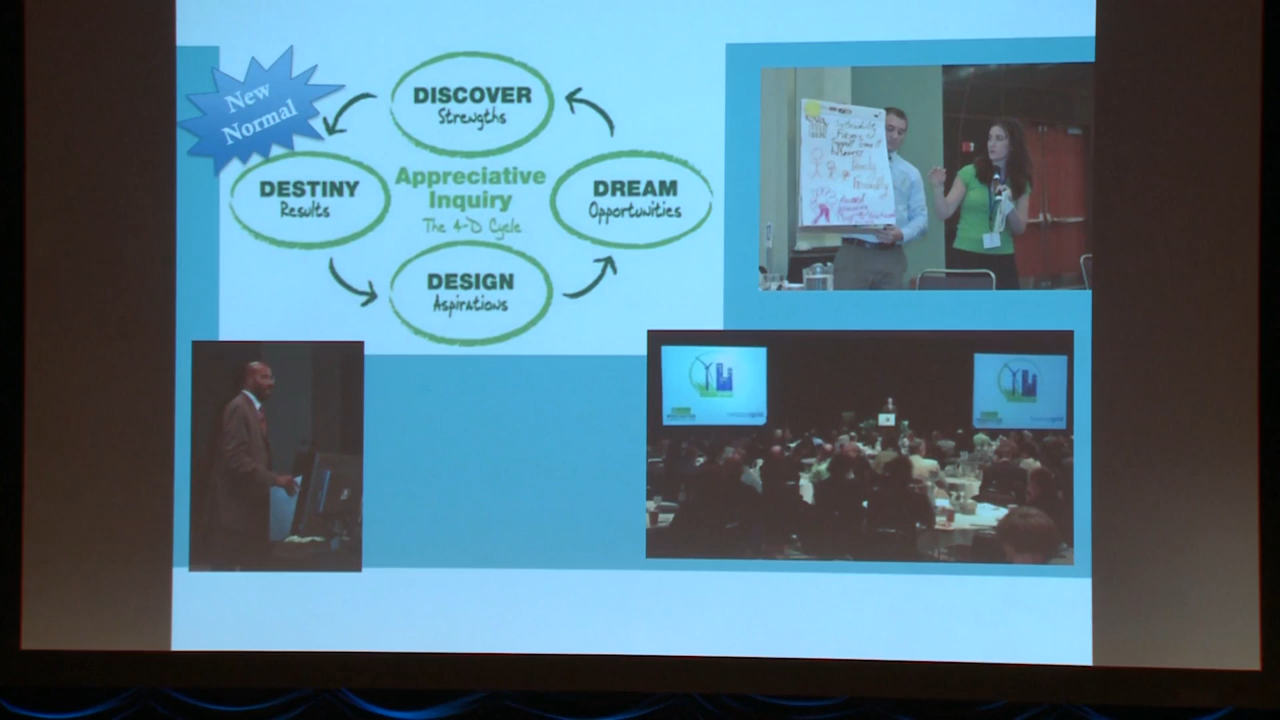 New
Normal
DISCOVER
Strengths
DESTINY
Results
Appreciative
Inquiry
The 4-D Cycle
DREAM
Opportunities
DESIGN
Aspirations